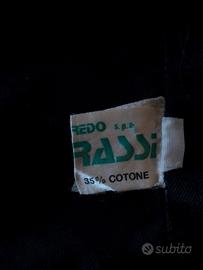 REDO s.p.a.
RASSi
35% COTONE
subito